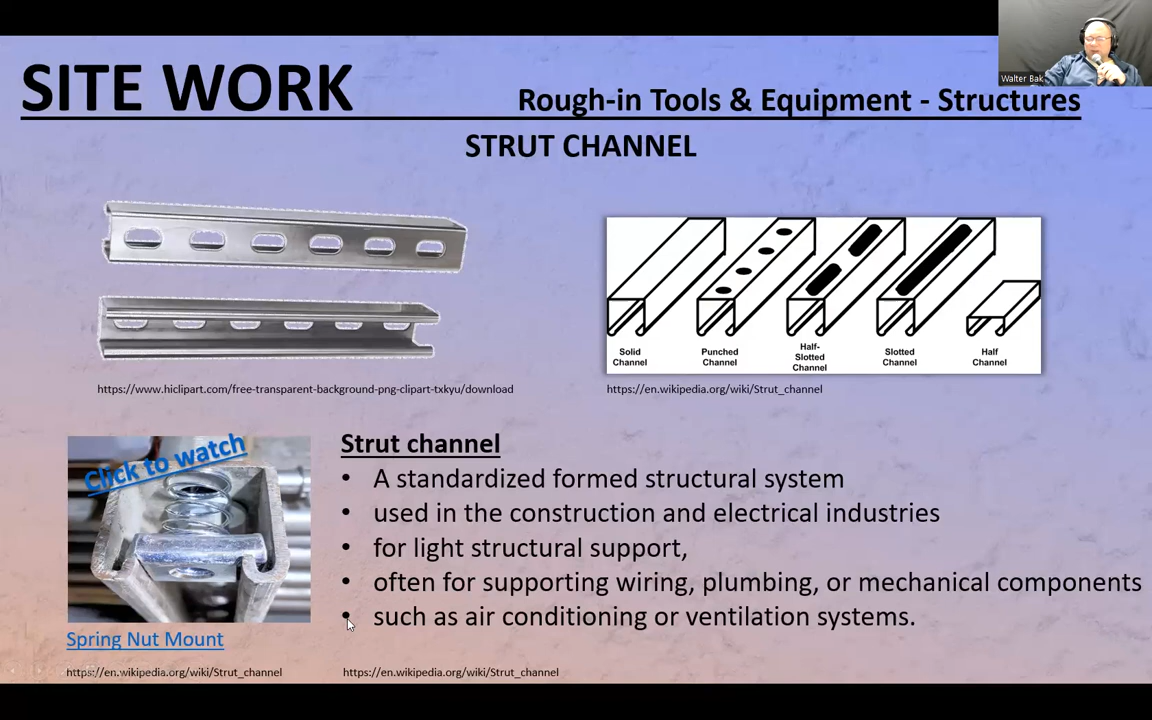 Walter Bak
SITE WORK
Rough-in Tools & Equipment - Structures
STRUT CHANNEL
Solid
Channel
Punched
Channel
Half-
Slotted
Channel
Slotted
Channel
Half
Channel
https://www.hiclipart.com/free-transparent-background-png-clipart-txkyu/download
https://en.wikipedia.org/wiki/Strut_channel
Click to watch
Spring Nut Mount
https://en.wikipedia.org/wiki/Strut_channel
Strut channel
• A standardized formed structural system
• used in the construction and electrical industries
• for light structural support,
• often for supporting wiring, plumbing, or mechanical components
• such as air conditioning or ventilation systems.
https://en.wikipedia.org/wiki/Strut_channel